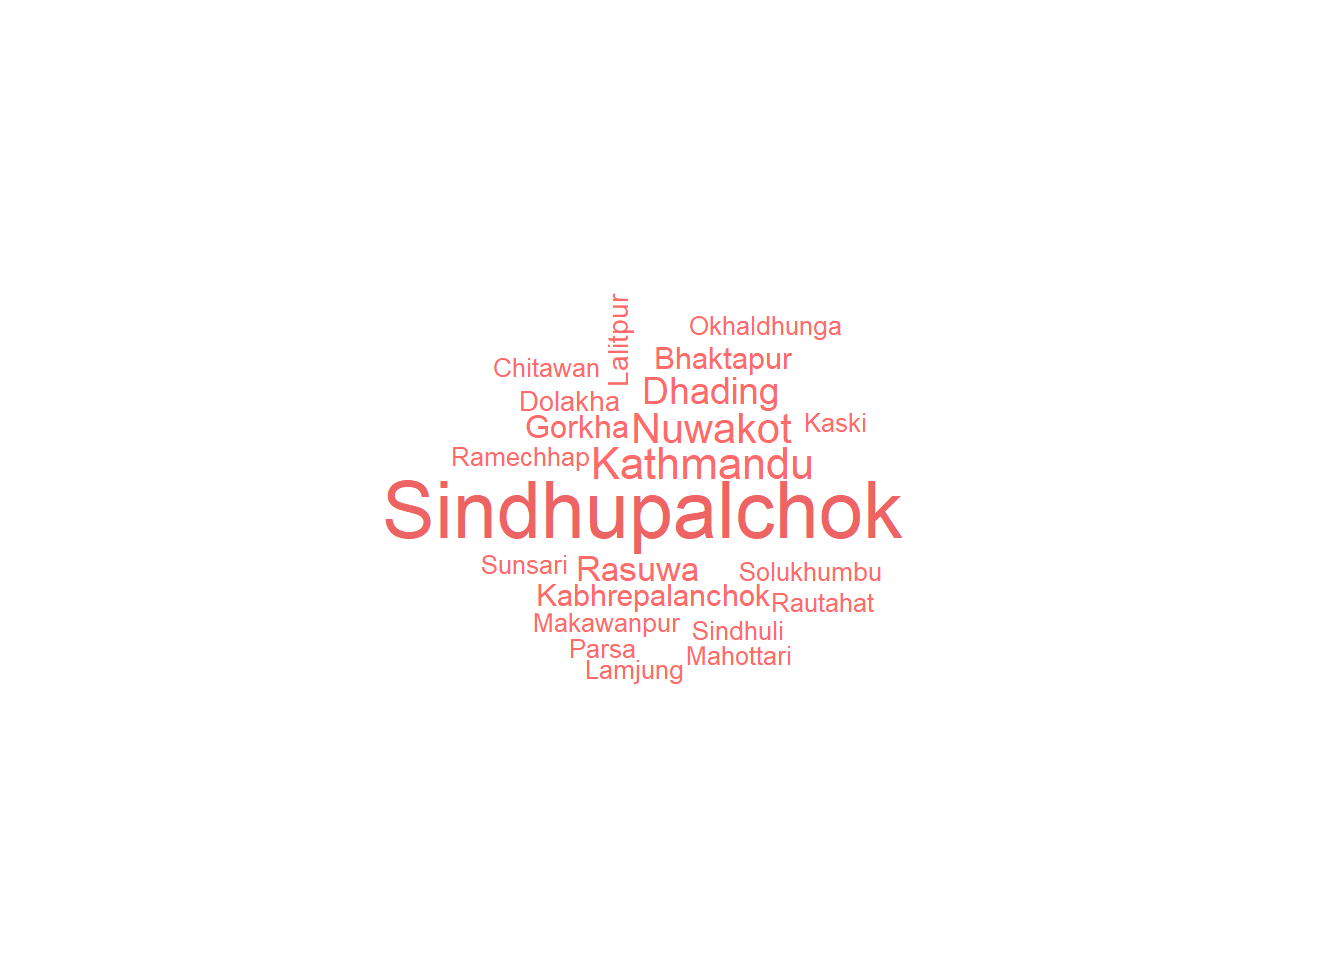 Lalitpur
Okhaldhunga
Chitawan
Bhaktapur
Dhading
Dolakha
Gorkha
Nuwakot
Kaski
Ramechhap
Kathmandu
Sindhupalchok
Sunsari
Rasuwa
Solukhumbu
Kabhrepalanchok
Rautahat
Makawanpur
Sindhuli
Parsa
Mahottari
Lamjung